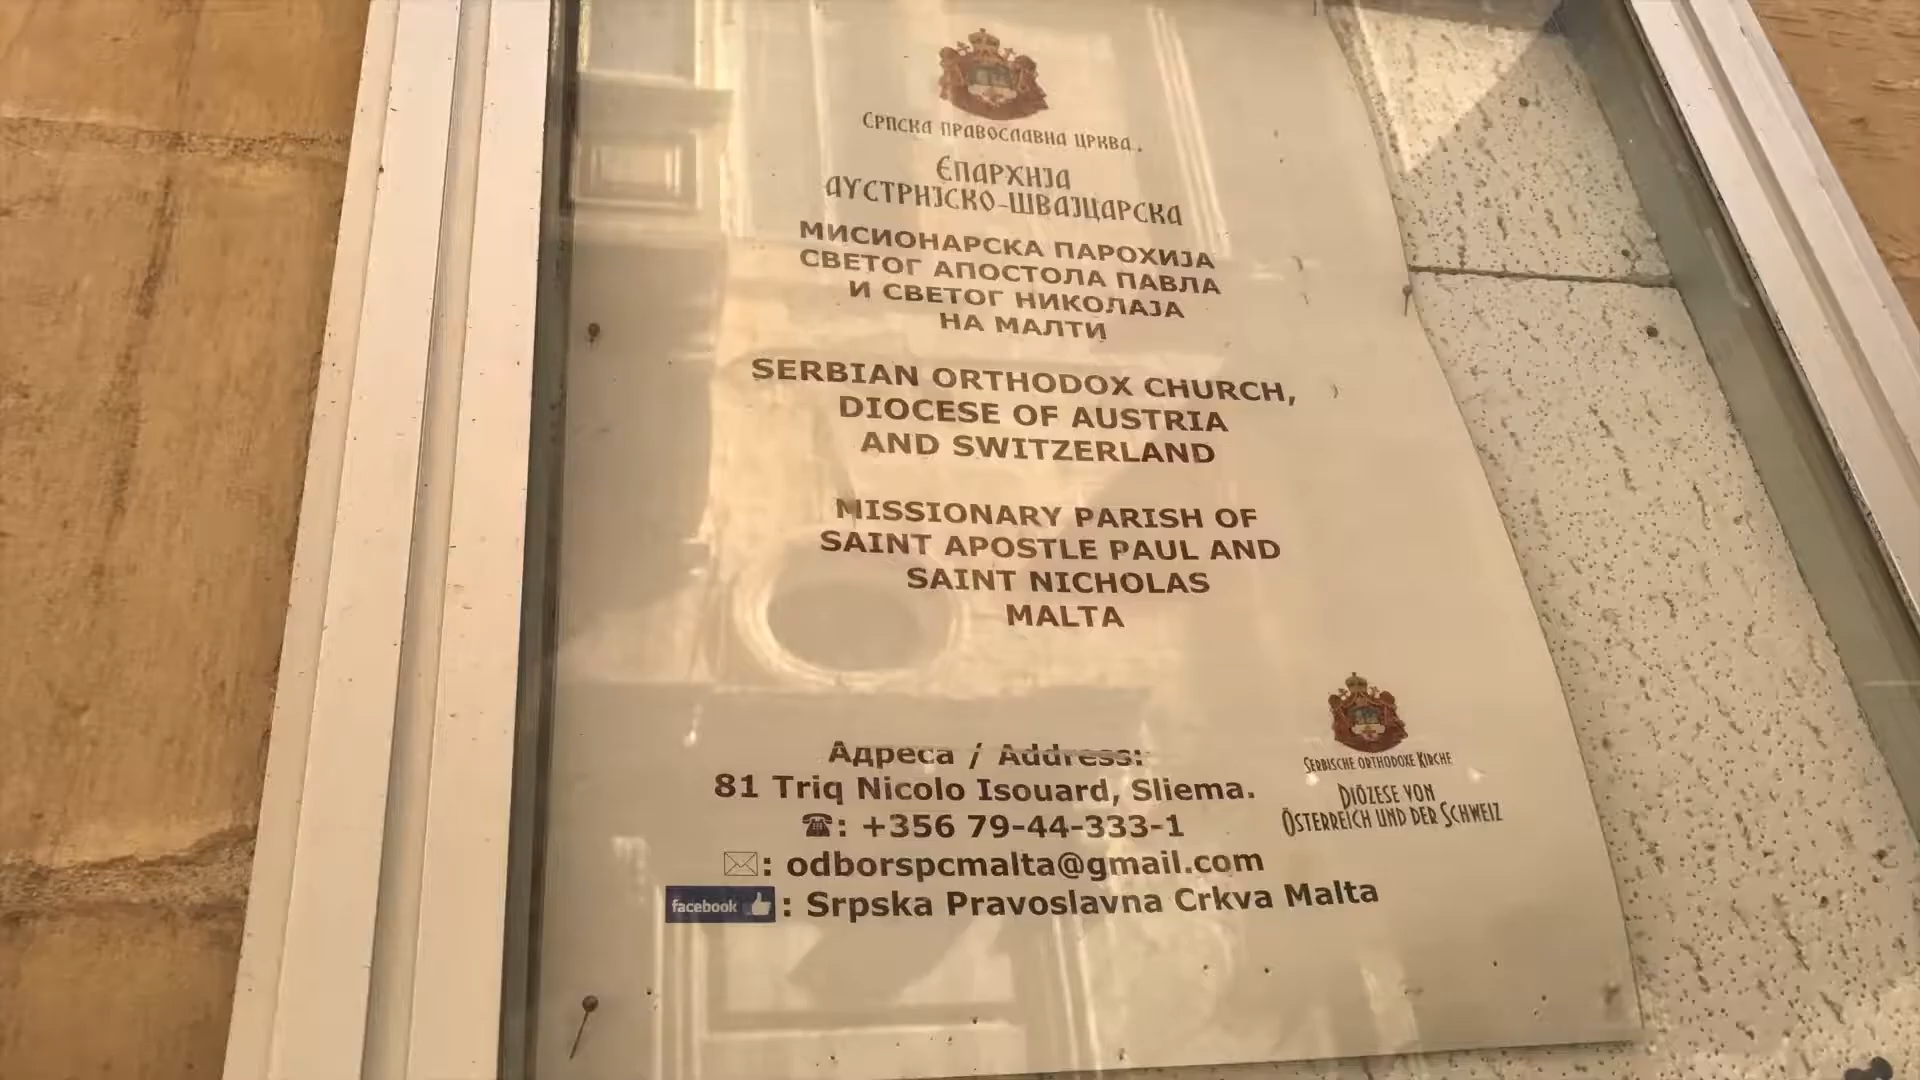 Српска православна црква
Епархија
аустријско-швајцарска
МИСИОНАРСКА ПАРОХИЈА
СВЕТОГ АПОСТОЛА ПАВЛА
И СВЕТОГ НИКОЛАЈА
НА МАЛТИ
SERBIAN ORTHODOX CHURCH,
DIOCESE OF AUSTRIA
AND SWITZERLAND
MISSIONARY PARISH OF
SAINT APOSTLE PAUL AND
SAINT NICHOLAS
MALTA
Адреса / Address:
81 Triq Nicolo Isouard, Sliema.
☎: +356 79-44-333-1
✉: odborspcmalta@gmail.com
facebook : Srpska Pravoslavna Crkva Malta
Serbische orthodoxe Kirche
Diözese von
Österreich und der Schweiz